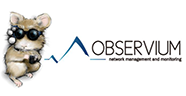 OBSERVIUM
network management and monitoring